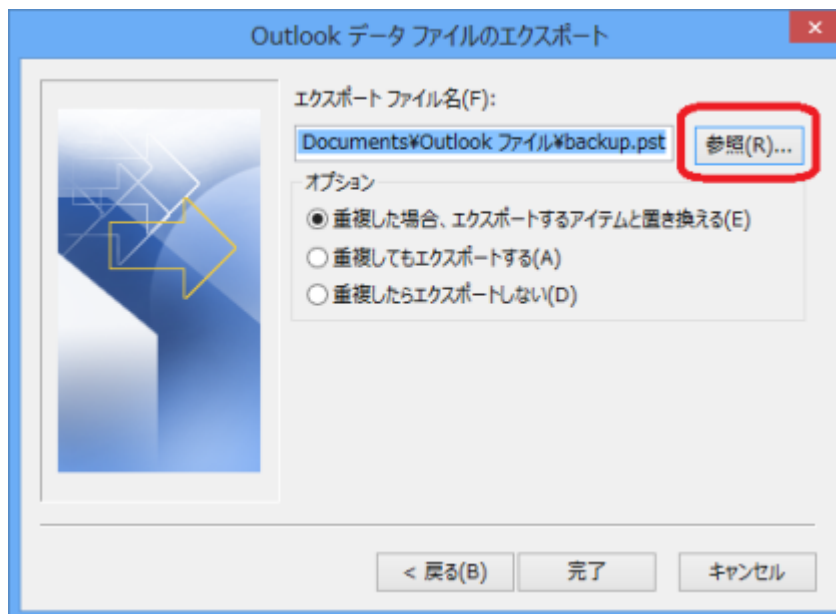 Outlook データ ファイルのエクスポート
エクスポート ファイル名(F):
Documents¥Outlook ファイル¥backup.pst
参照(R)...
オプション
重複した場合、エクスポートするアイテムと置き換える(E)
重複してもエクスポートする(A)
重複したらエクスポートしない(D)
< 戻る(B)
完了
キャンセル